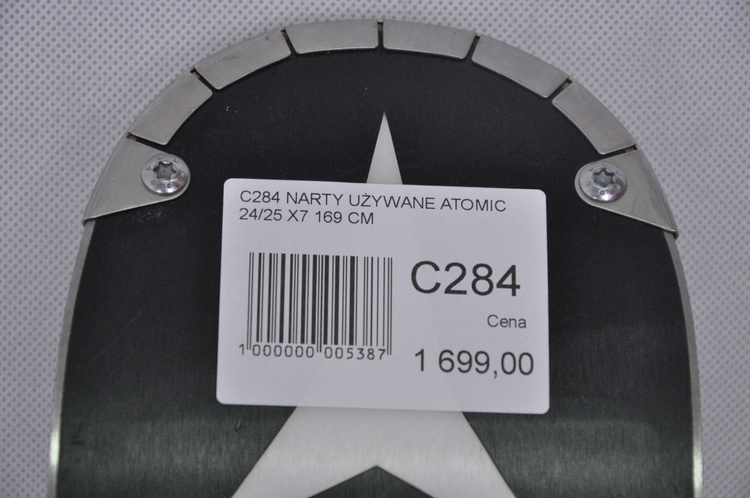 C284 NARTY UŻYWANE ATOMIC
24/25 X7 169 CM
C284
Cena
1 000000 005387
1 699,00